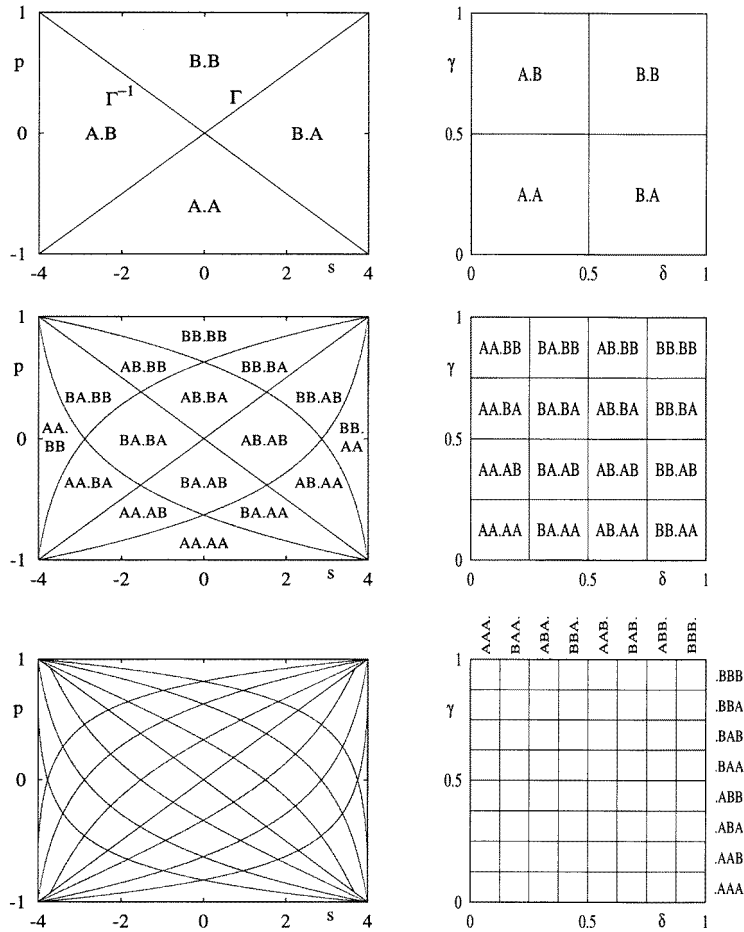 1
p
B.B
Γ⁻¹
Γ
0
A.B
B.A
A.A
-1
-4
-2
0
2
s
4
1
γ
A.B
B.B
0.5
A.A
B.A
0
0
0.5
δ
1
1
p
BB.BB
AB.BB
BB.BA
BA.BB
AB.BA
BB.AB
0
AA.
BB
BA.BA
AB.AB
BB.
AA
AA.BA
BA.AB
AB.AA
AA.AB
BA.AA
AA.AA
-1
-4
-2
0
2
s
4
1
γ
AA.BB
BA.BB
AB.BB
BB.BB
AA.BA
BA.BA
AB.BA
BB.BA
0.5
AA.AB
BA.AB
AB.AB
BB.AB
AA.AA
BA.AA
AB.AA
BB.AA
0
0
0.5
δ
1
1
p
0
-1
-4
-2
0
2
s
4
AAA.
BAA.
ABA.
BBA.
AAB.
BAB.
ABB.
BBB.
1
γ
0.5
0
.BBB
.BBA
.BAB
.BAA
.ABB
.ABA
.AAB
.AAA
0
0.5
δ
1